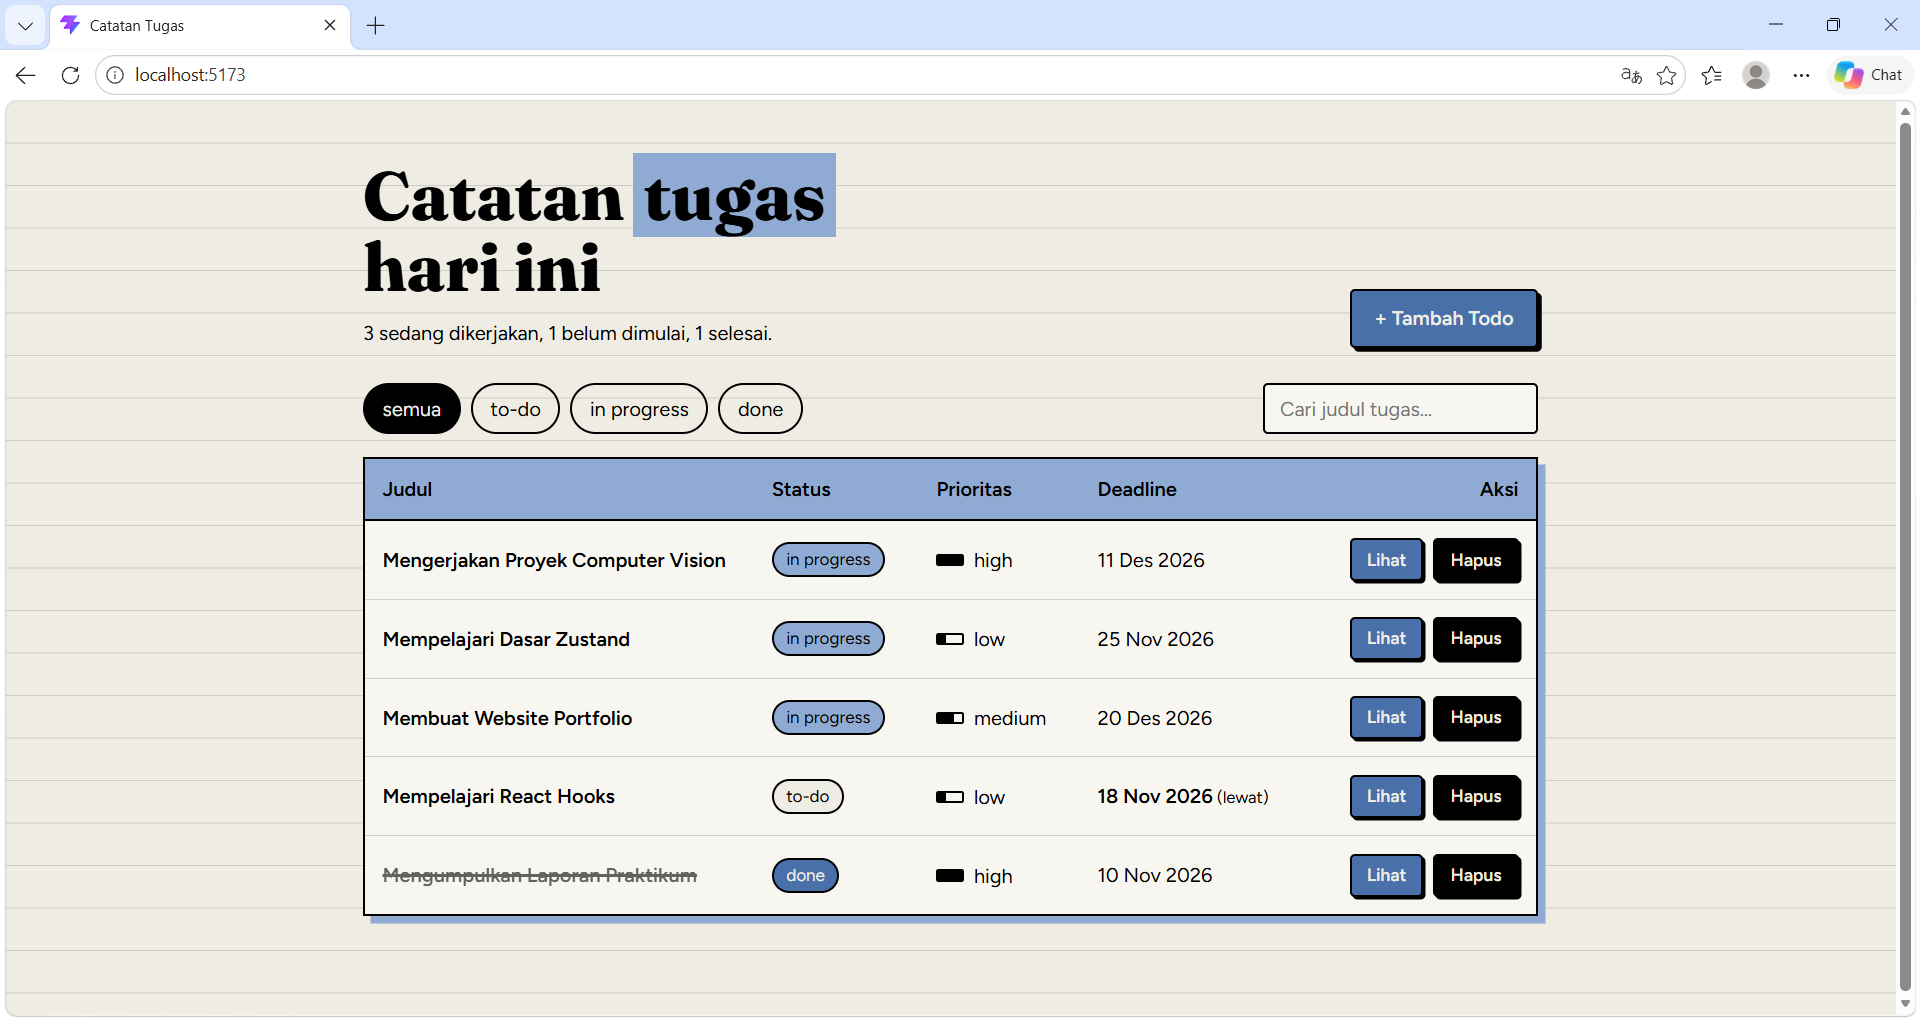 Catatan Tugas
localhost:5173
Chat
Catatan tugas
hari ini
3 sedang dikerjakan, 1 belum dimulai, 1 selesai.
+ Tambah Todo
semua to-do in progress done Cari judul tugas...
Judul Status Prioritas Deadline Aksi
Mengerjakan Proyek Computer Vision in progress high 11 Des 2026 Lihat Hapus
Mempelajari Dasar Zustand in progress low 25 Nov 2026 Lihat Hapus
Membuat Website Portfolio in progress medium 20 Des 2026 Lihat Hapus
Mempelajari React Hooks to-do low 18 Nov 2026 (lewat) Lihat Hapus
Mengumpulkan Laporan Praktikum done high 10 Nov 2026 Lihat Hapus